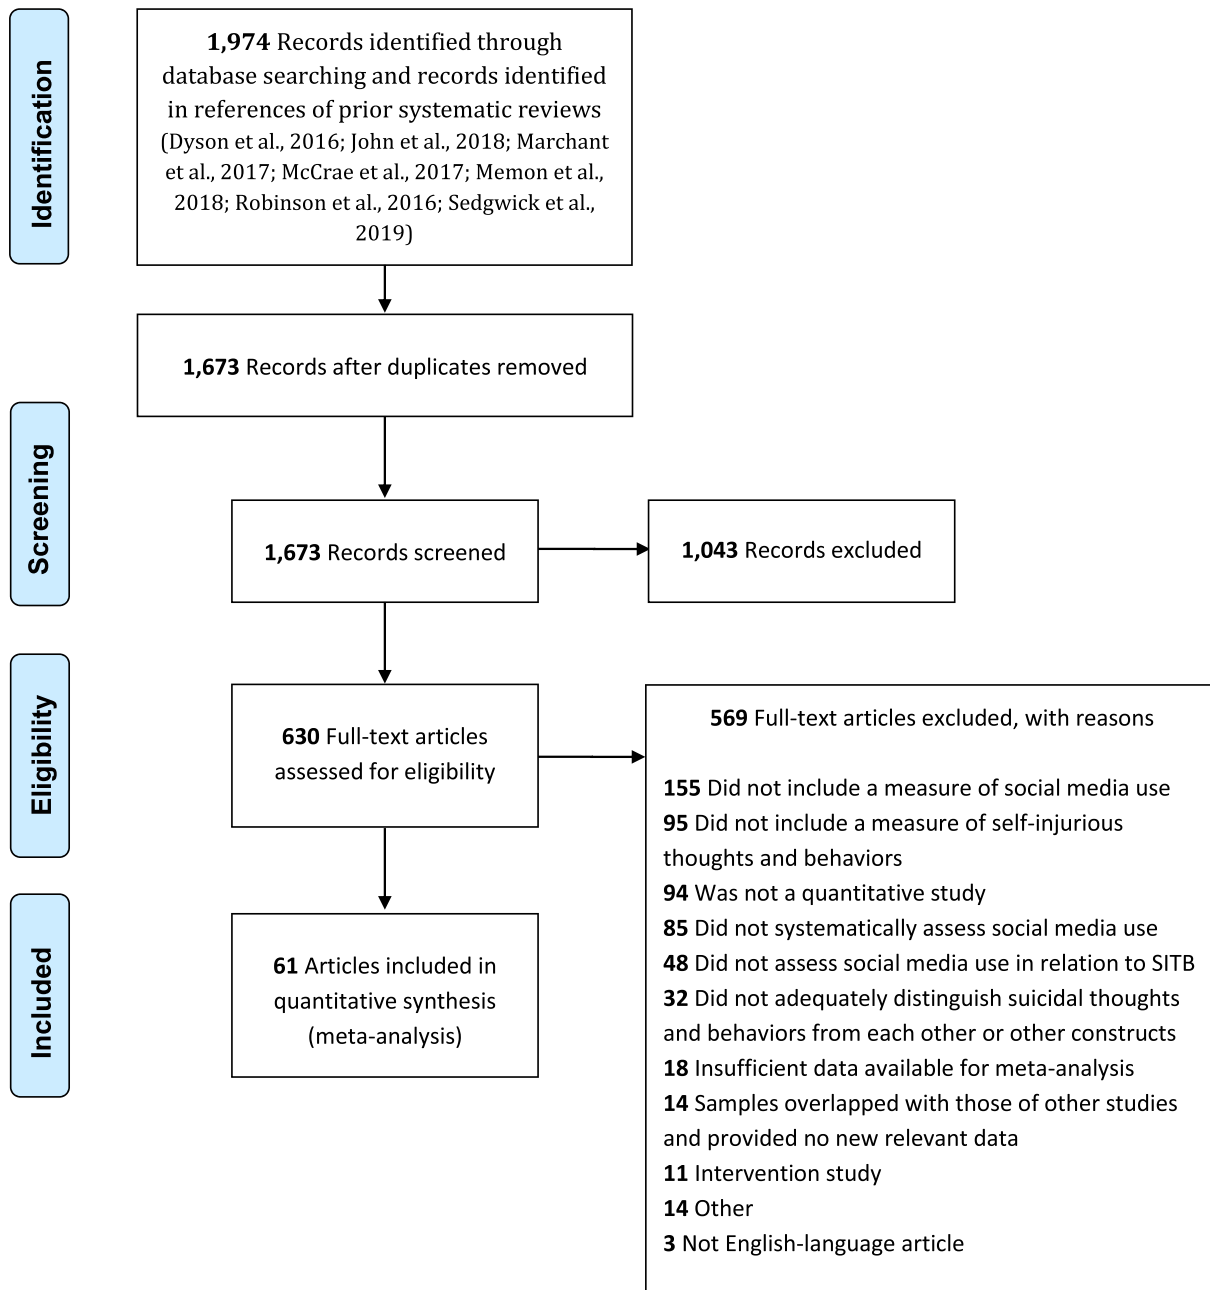 Identification
1,974 Records identified through
database searching and records identified
in references of prior systematic reviews
(Dyson et al., 2016; John et al., 2018; Marchant
et al., 2017; McCrae et al., 2017; Memon et al.,
2018; Robinson et al., 2016; Sedgwick et al.,
2019)
1,673 Records after duplicates removed
Screening
1,673 Records screened
1,043 Records excluded
Eligibility
630 Full-text articles
assessed for eligibility
569 Full-text articles excluded, with reasons
155 Did not include a measure of social media use
95 Did not include a measure of self-injurious
thoughts and behaviors
94 Was not a quantitative study
85 Did not systematically assess social media use
48 Did not assess social media use in relation to SITB
32 Did not adequately distinguish suicidal thoughts
and behaviors from each other or other constructs
18 Insufficient data available for meta-analysis
14 Samples overlapped with those of other studies
and provided no new relevant data
11 Intervention study
14 Other
3 Not English-language article
Included
61 Articles included in
quantitative synthesis
(meta-analysis)